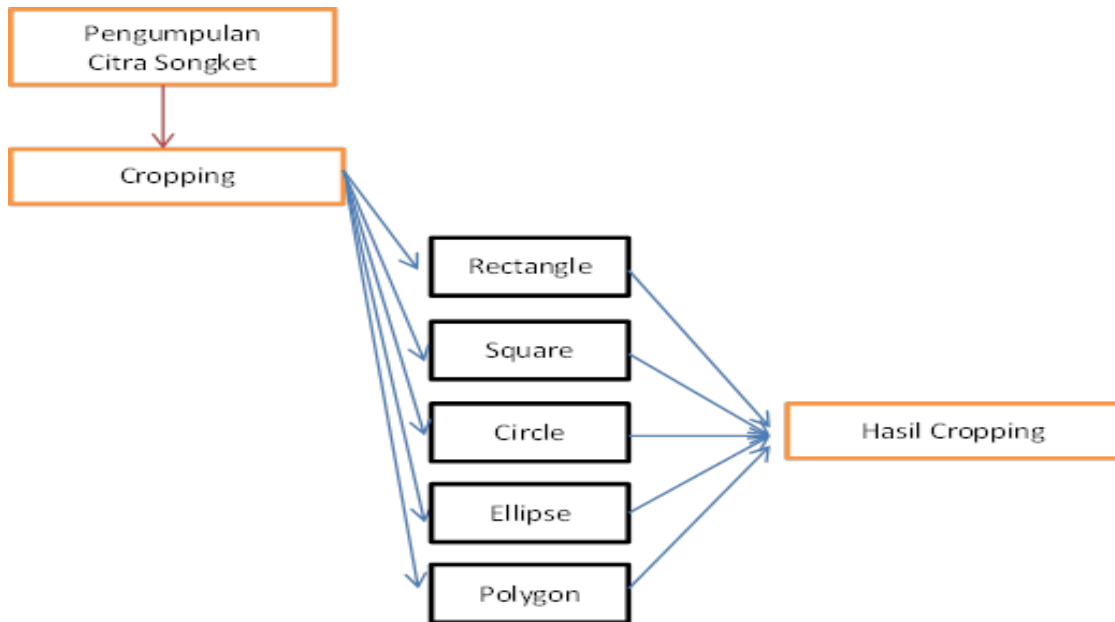 Pengumpulan
Citra Songket
Cropping
Rectangle
Square
Circle
Hasil Cropping
Ellipse
Polygon